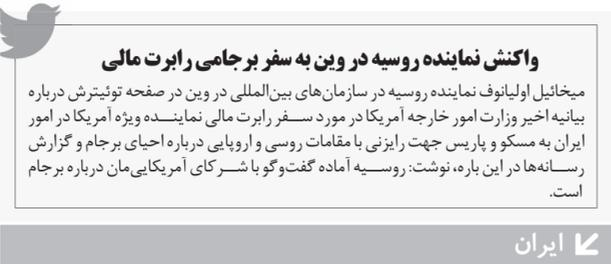 واکنش نماینده روسیه در وین به سفر برجامی رابرت مالی
میخائیل اولیانوف نماینده روسیه در سازمان‌های بین‌المللی در وین در صفحه توئیترش درباره
بیانیه اخیر وزارت امور خارجه آمریکا در مورد سفر رابرت مالی نماینده ویژه آمریکا در امور
ایران به مسکو و پاریس جهت رایزنی با مقامات روسی و اروپایی درباره احیای برجام و گزارش
رسانه‌ها در این باره، نوشت: روسیه آماده گفت‌وگو با شرکای آمریکایی‌مان درباره برجام
است.
ایران